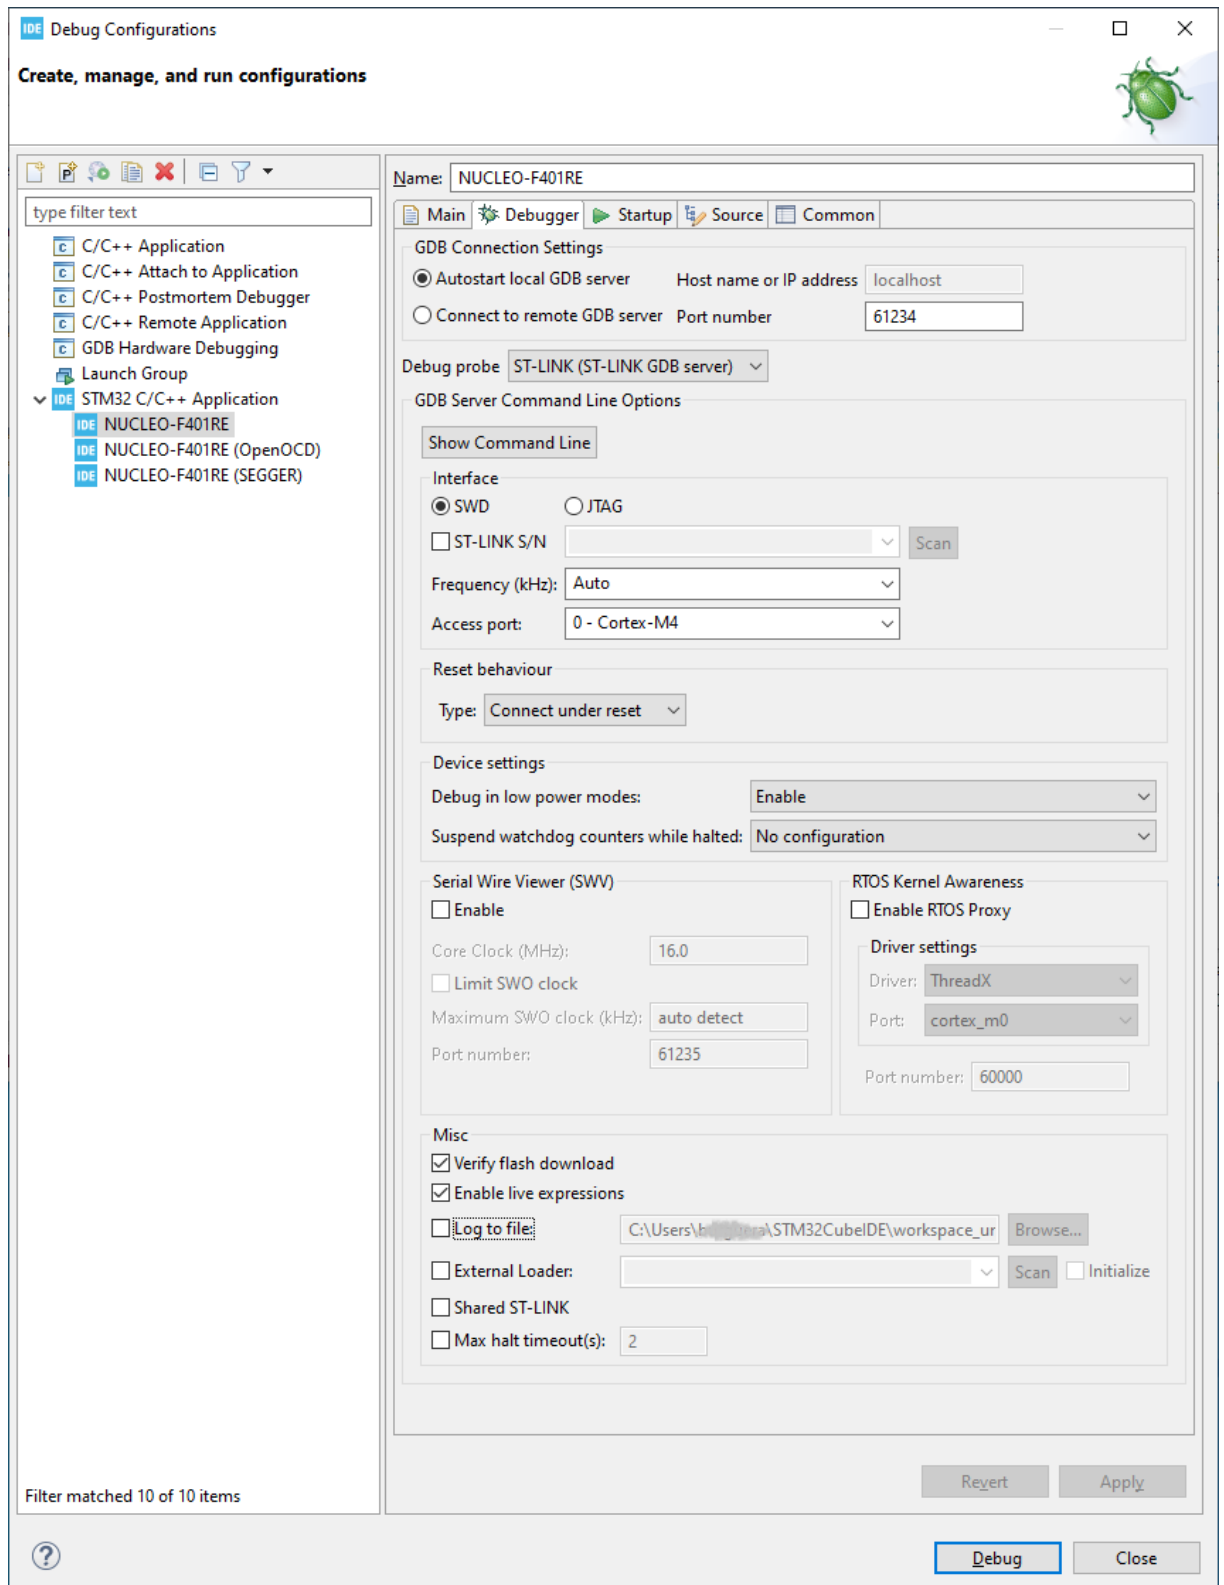 IDE Debug Configurations
Create, manage, and run configurations
Name: NUCLEO-F401RE
type filter text
C/C++ Application
C/C++ Attach to Application
C/C++ Postmortem Debugger
C/C++ Remote Application
GDB Hardware Debugging
Launch Group
IDE STM32 C/C++ Application
IDE NUCLEO-F401RE
IDE NUCLEO-F401RE (OpenOCD)
IDE NUCLEO-F401RE (SEGGER)
Filter matched 10 of 10 items
Main Debugger Startup Source Common
GDB Connection Settings
Autostart local GDB server Host name or IP address localhost
Connect to remote GDB server Port number 61234
Debug probe ST-LINK (ST-LINK GDB server)
GDB Server Command Line Options
Show Command Line
Interface
SWD JTAG
ST-LINK S/N Scan
Frequency (kHz): Auto
Access port: 0 - Cortex-M4
Reset behaviour
Type: Connect under reset
Device settings
Debug in low power modes: Enable
Suspend watchdog counters while halted: No configuration
Serial Wire Viewer (SWV)
Enable
Core Clock (MHz): 16.0
Limit SWO clock
Maximum SWO clock (kHz): auto detect
Port number: 61235
RTOS Kernel Awareness
Enable RTOS Proxy
Driver settings
Driver: ThreadX
Port: cortex_m0
Port number: 60000
Misc
Verify flash download
Enable live expressions
Log to file: C:\Users\ \STM32CubeIDE\workspace_ur Browse...
External Loader: Scan Initialize
Shared ST-LINK
Max halt timeout(s): 2
Revert Apply
? Debug Close